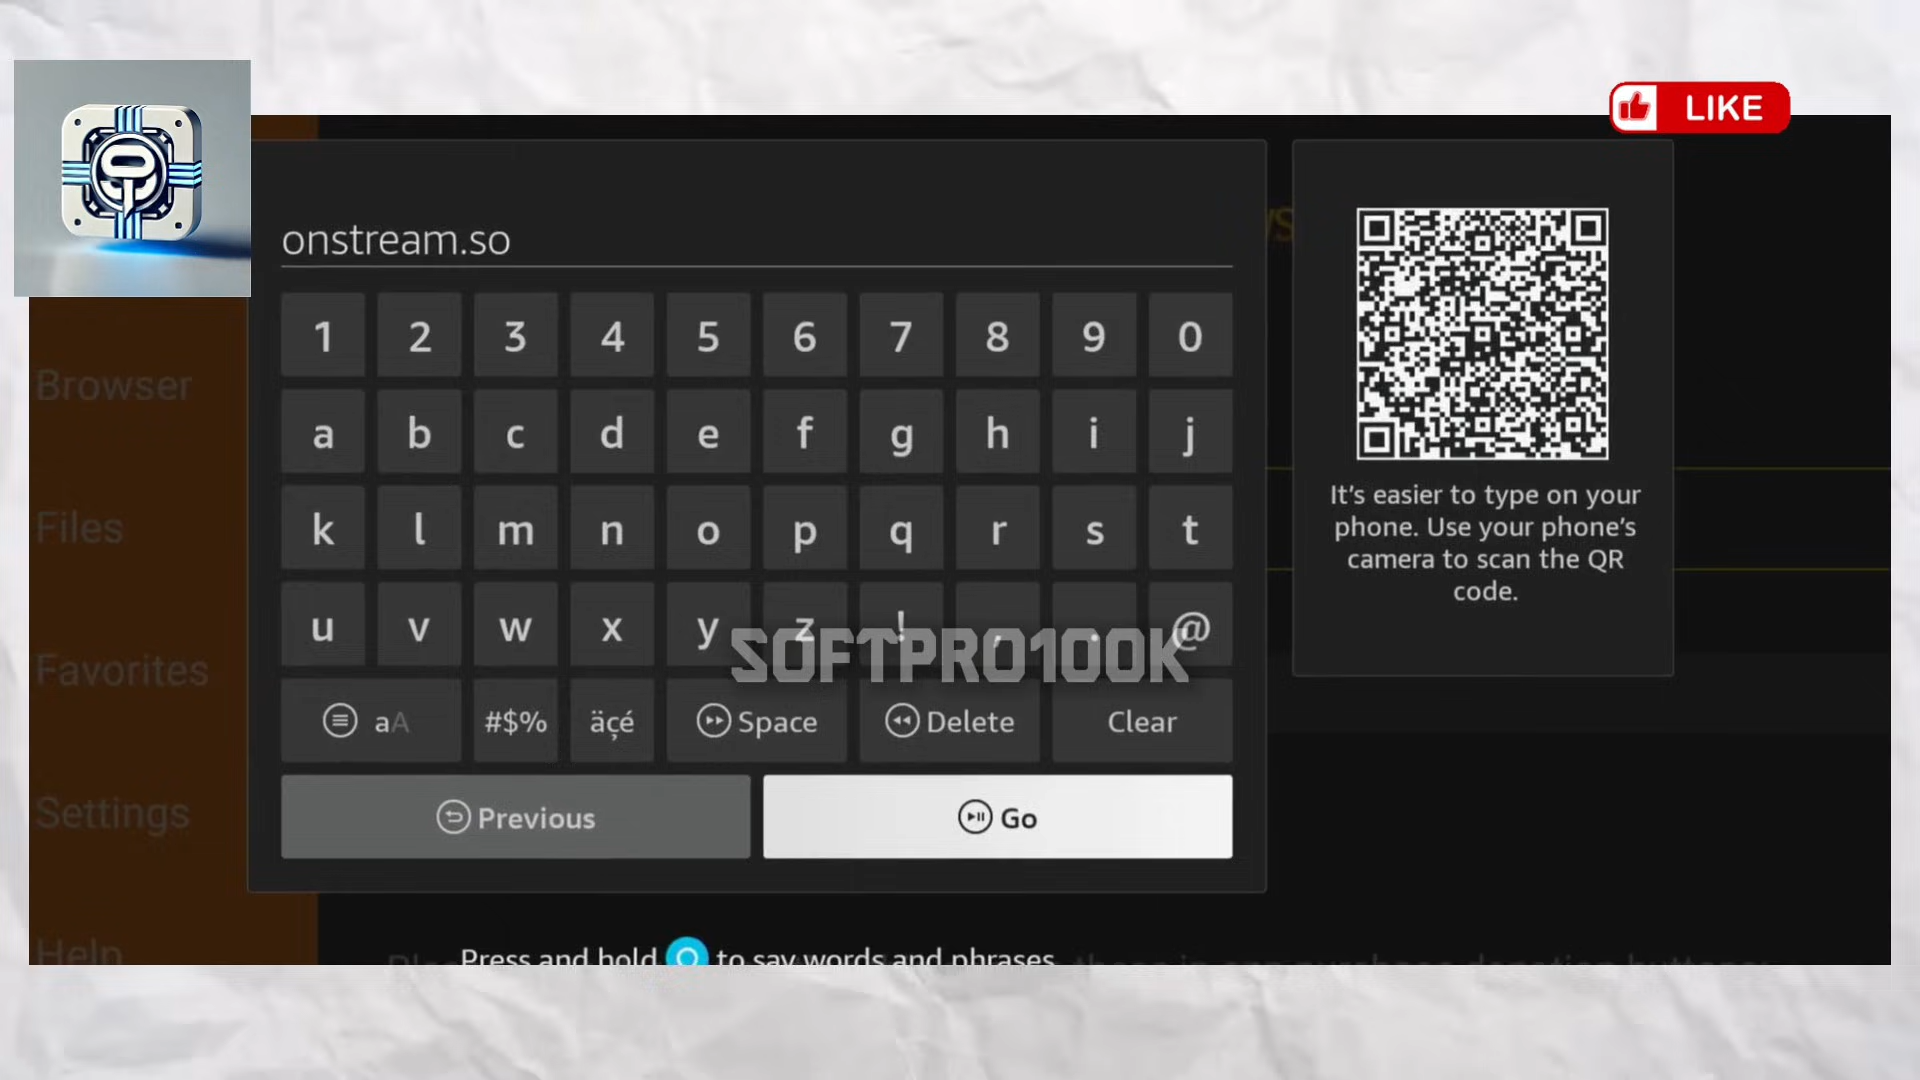 LIKE
onstream.so
1 2 3 4 5 6 7 8 9 0
a b c d e f g h i j
k l m n o p q r s t
u v w x y z ! , . @
SOFTPRO100K
aA #$% äçé Space Delete Clear
Previous Go
It's easier to type on your
phone. Use your phone's
camera to scan the QR
code.
Browser
Files
Favorites
Settings
Help
Press and hold to say words and phrases